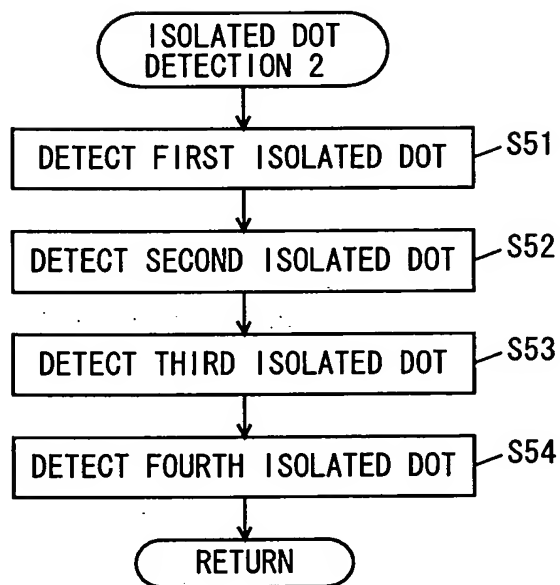 ISOLATED DOT
DETECTION 2
DETECT FIRST ISOLATED DOT
S51
DETECT SECOND ISOLATED DOT
S52
DETECT THIRD ISOLATED DOT
S53
DETECT FOURTH ISOLATED DOT
S54
RETURN